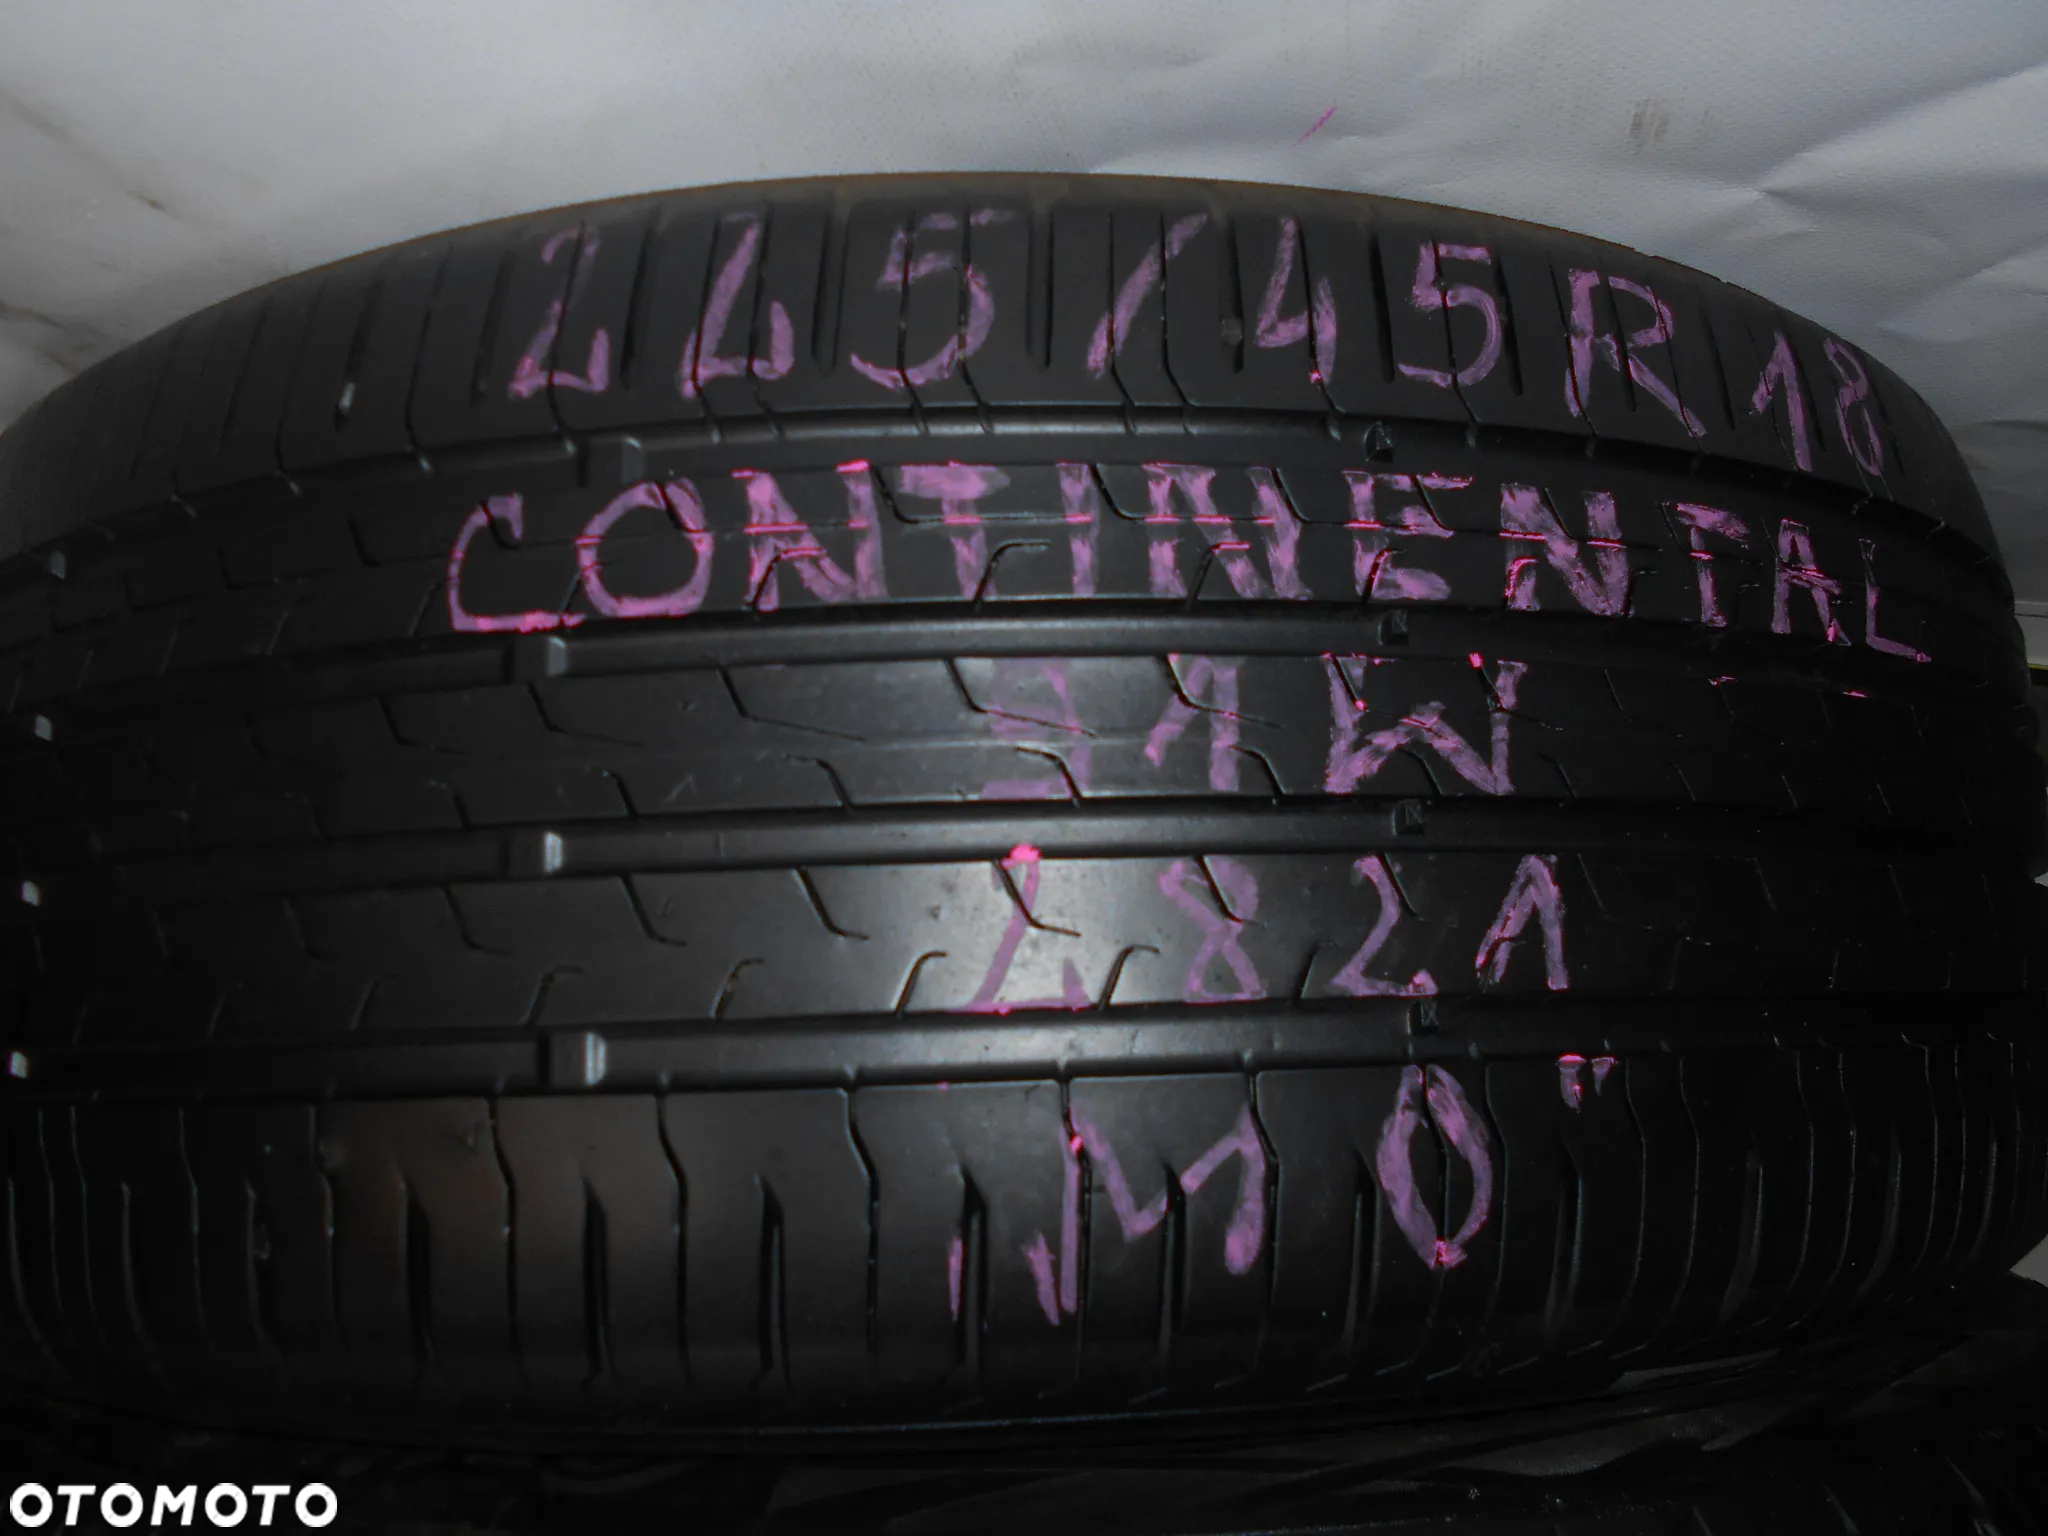 225/45R18
CONTINENTAL
91W
2821
"MO"
OTOMOTO